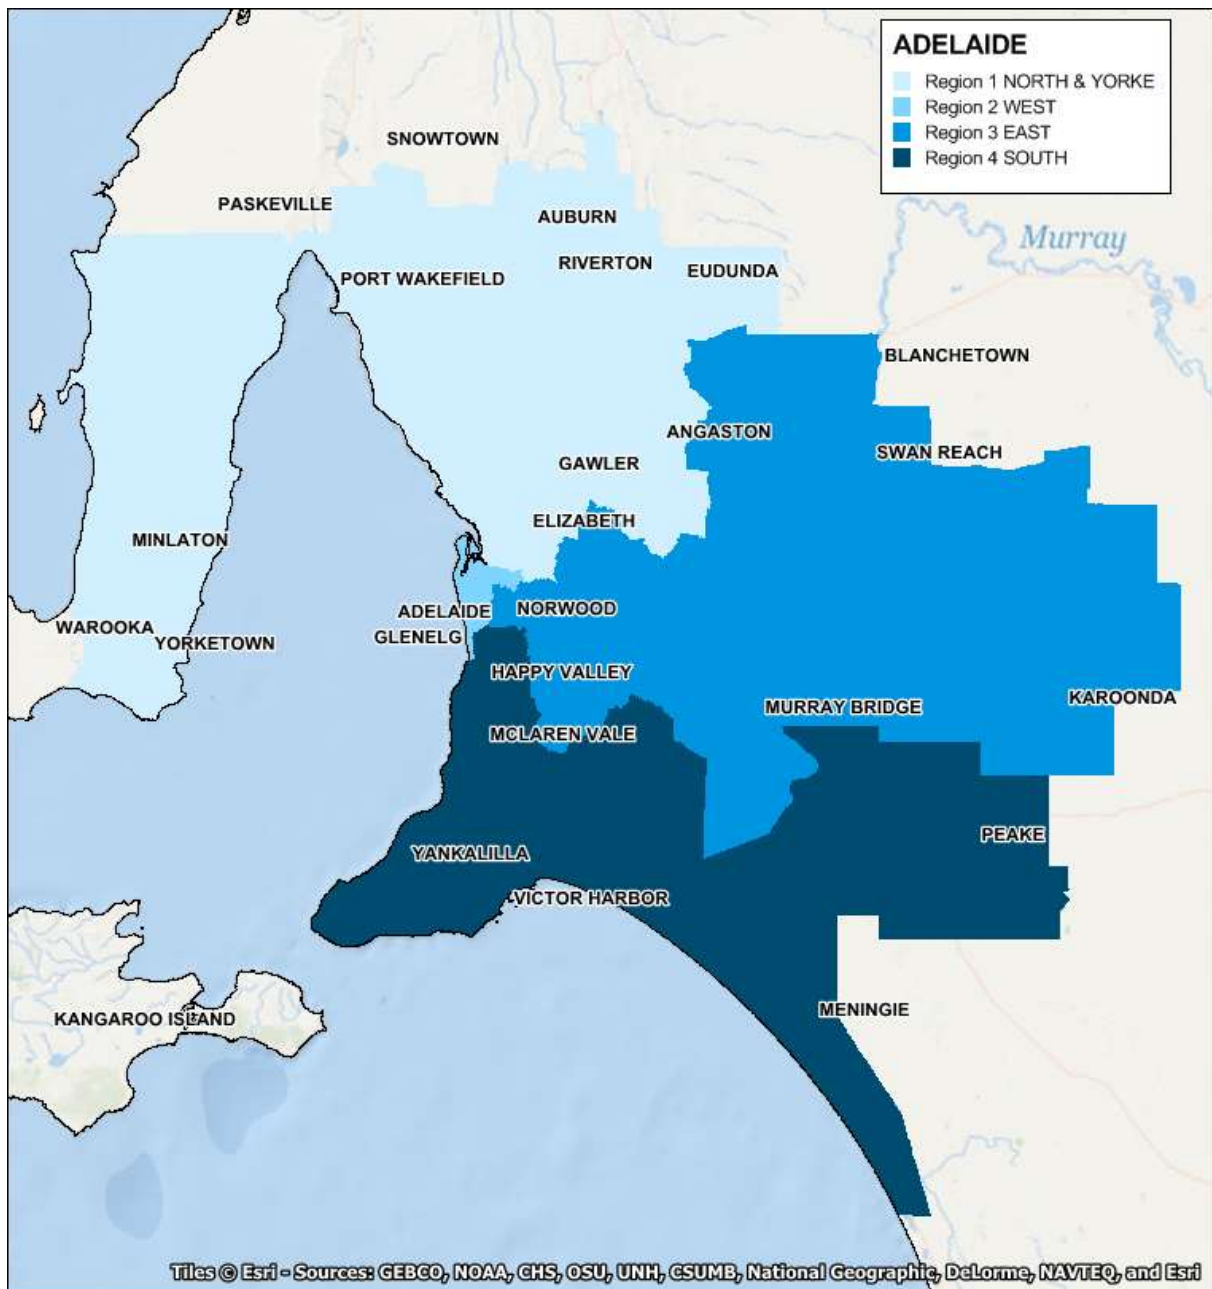 ADELAIDE
Region 1 NORTH & YORKE
Region 2 WEST
Region 3 EAST
Region 4 SOUTH
SNOWTOWN
PASKEVILLE
AUBURN
Murray
RIVERTON
EUDUNDA
PORT WAKEFIELD
BLANCHETOWN
ANGASTON
SWAN REACH
GAWLER
ELIZABETH
MINLATON
ADELAIDE
NORWOOD
WAROOKA
YORKETOWN
GLENELG
HAPPY VALLEY
KAROONDA
MURRAY BRIDGE
MCLAREN VALE
PEAKE
YANKALILLA
VICTOR HARBOR
MENINGIE
KANGAROO ISLAND
Tiles © Esri - Sources: GEBCO, NOAA, CHS, OSU, UNH, CSUMB, National Geographic, DeLorme, NAVTEQ, and Esri